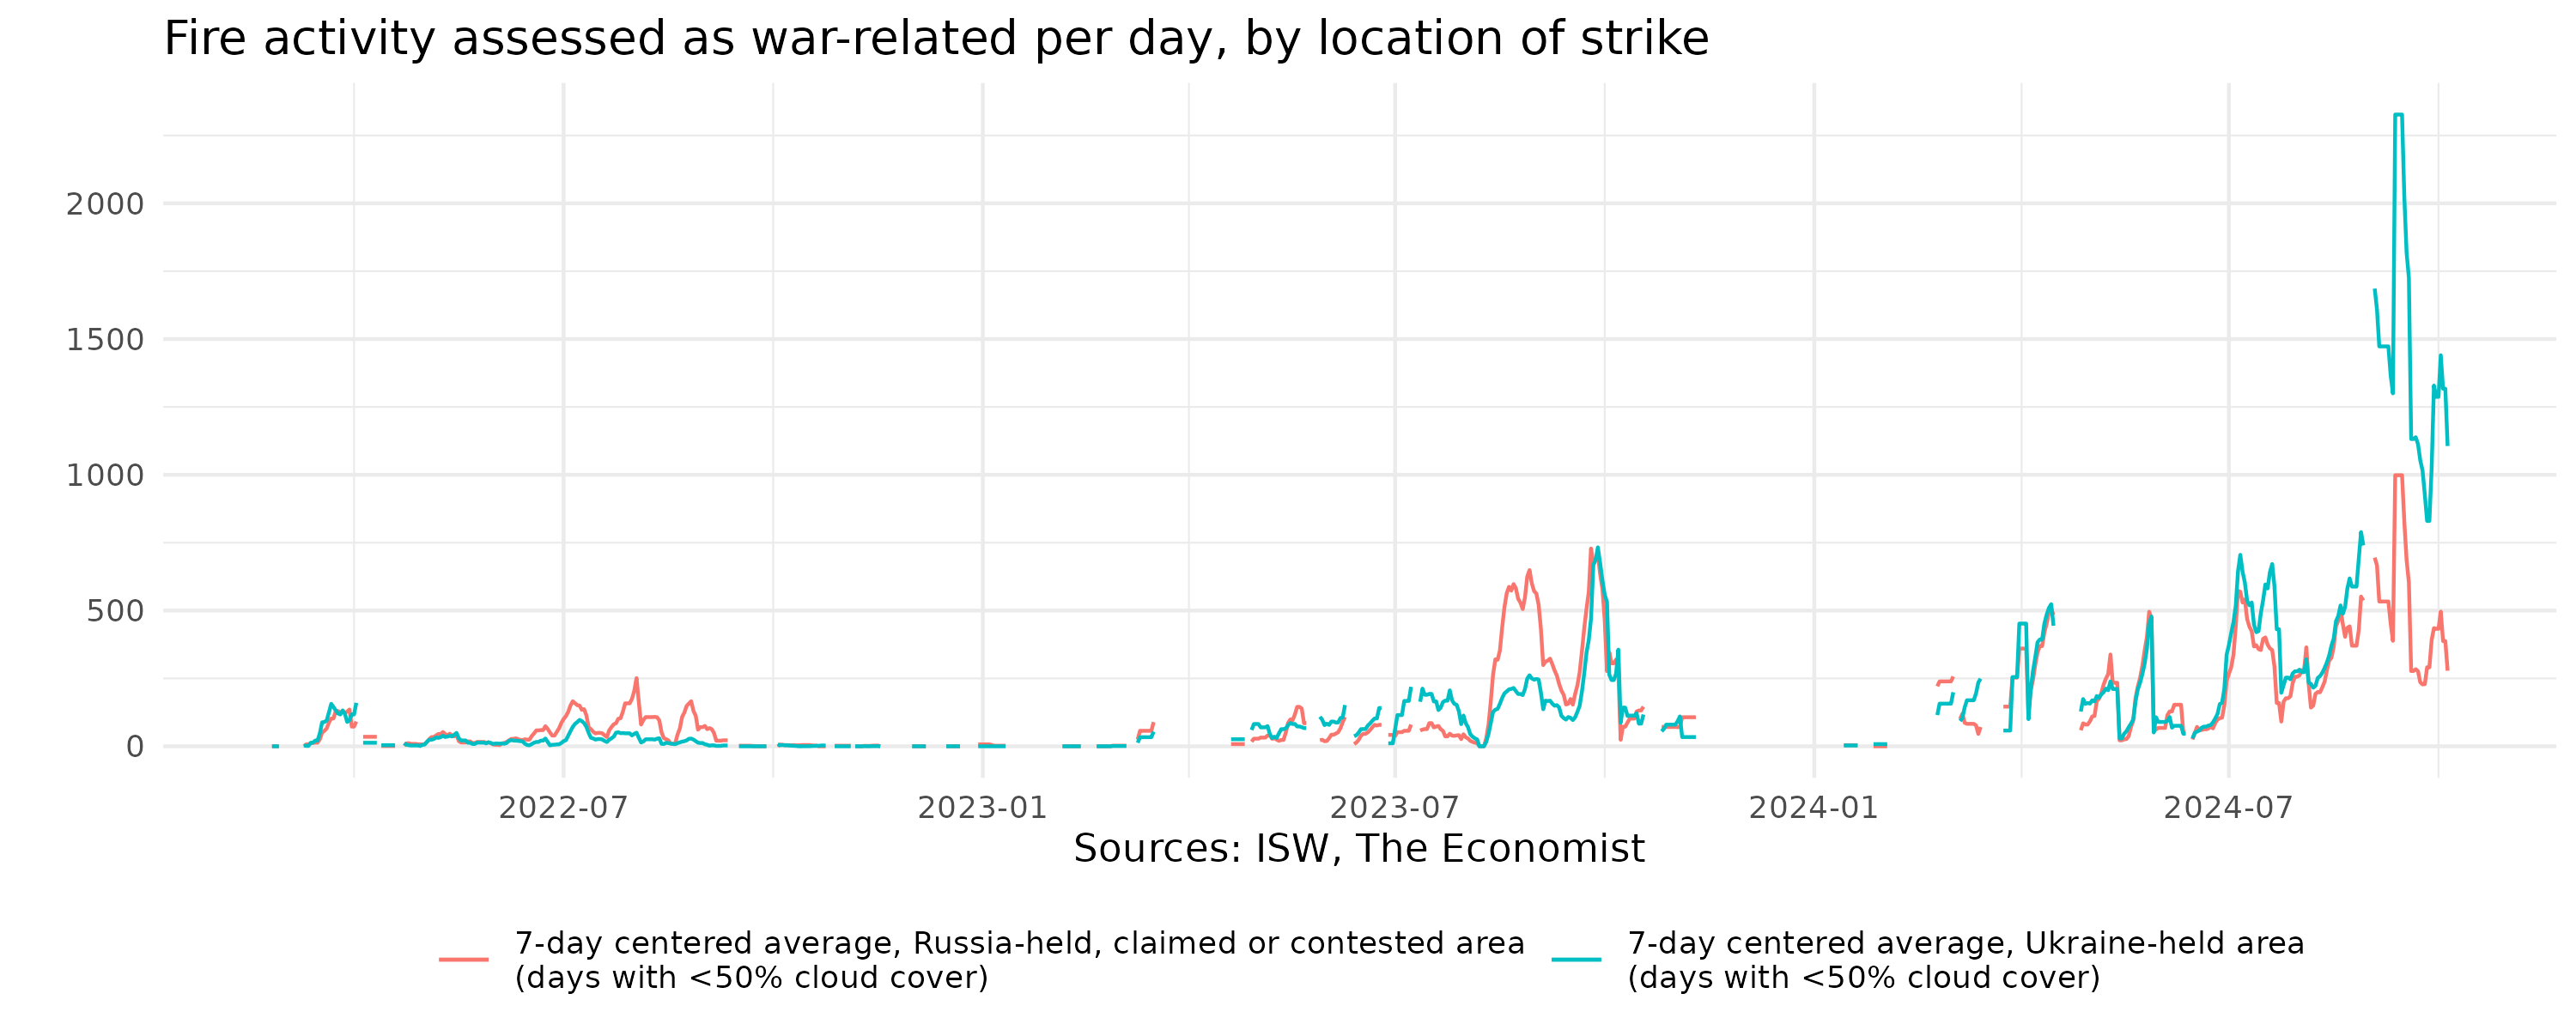 Fire activity assessed as war-related per day, by location of strike
2000
1500
1000
500
0
2022-07
2023-01
2023-07
2024-01
2024-07
Sources: ISW, The Economist
7-day centered average, Russia-held, claimed or contested area
(days with <50% cloud cover)
7-day centered average, Ukraine-held area
(days with <50% cloud cover)